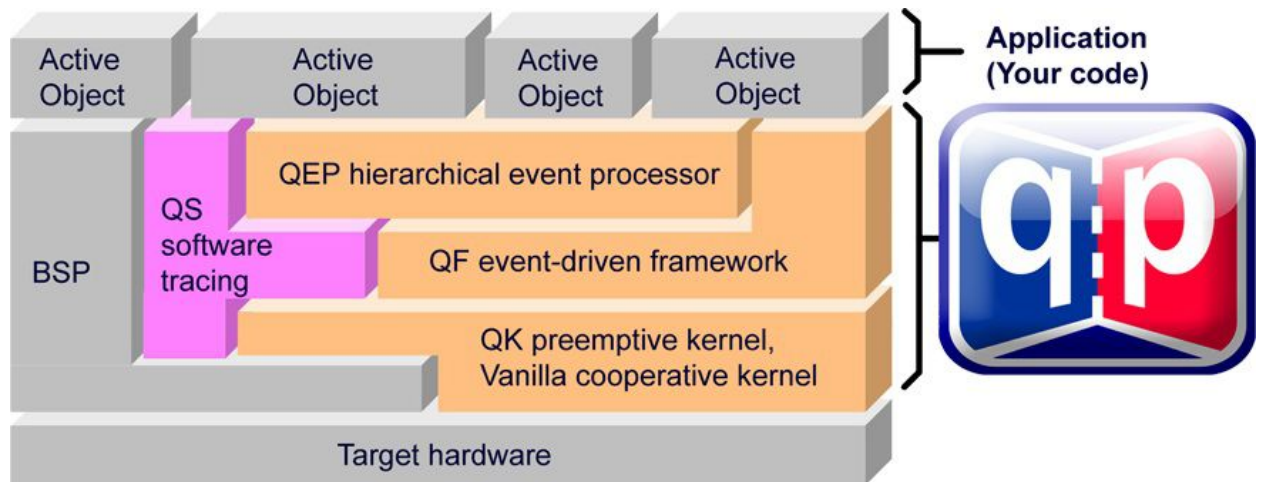 Active
Object
Active
Object
Active
Object
Active
Object
Application
(Your code)
QEP hierarchical event processor
QS
software
tracing
BSP
QF event-driven framework
QK preemptive kernel,
Vanilla cooperative kernel
Target hardware
qp